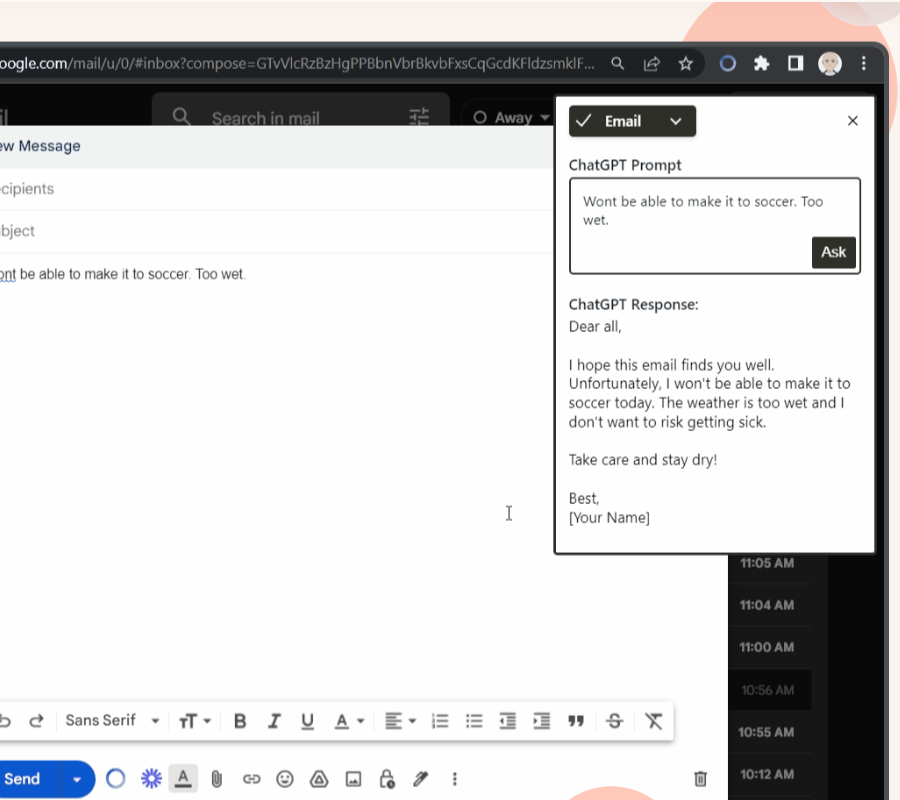 oogle.com/mail/u/0/#inbox?compose=GTvVlcRzBzHgPPBbnVbrBkvbFxsCqGcdKFldzsmklF...
il
Search in mail
Away
ew Message
cipients
bject
ont be able to make it to soccer. Too wet.
Email
ChatGPT Prompt
Wont be able to make it to soccer. Too
wet.
Ask
ChatGPT Response:
Dear all,
I hope this email finds you well.
Unfortunately, I won't be able to make it to
soccer today. The weather is too wet and I
don't want to risk getting sick.
Take care and stay dry!
Best,
[Your Name]
11:05 AM
11:04 AM
11:00 AM
10:56 AM
10:55 AM
10:12 AM
Sans Serif
Send